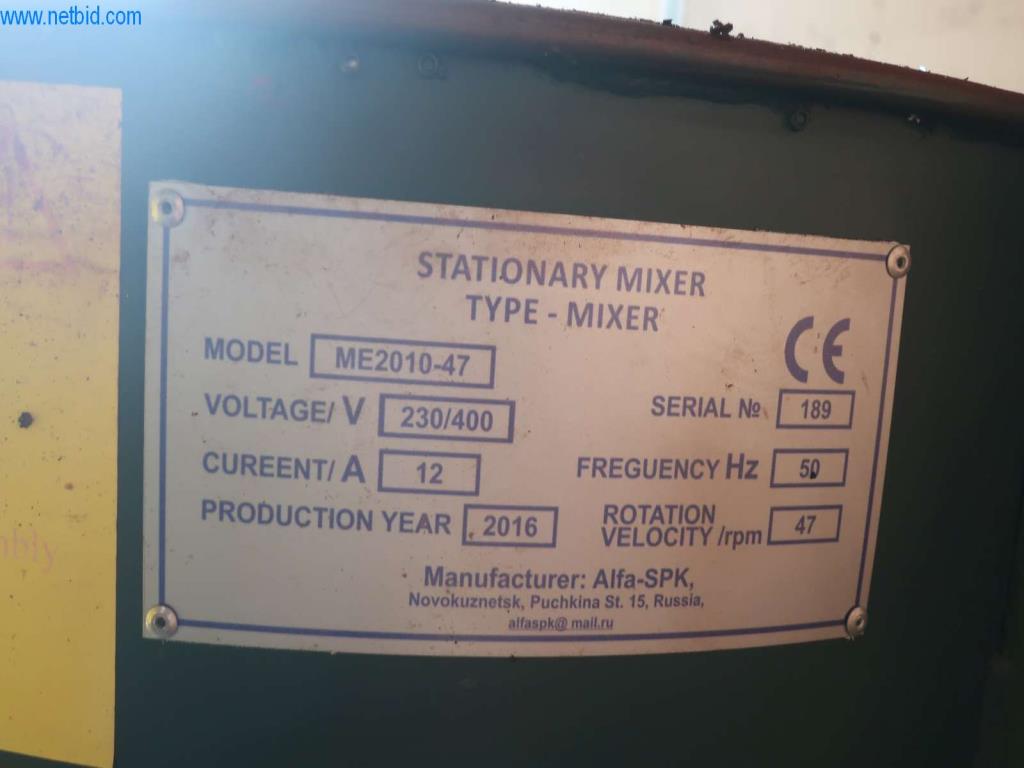 www.netbid.com
STATIONARY MIXER
TYPE - MIXER
MODEL ME2010-47
CE
VOLTAGE/ V 230/400
SERIAL № 189
CUREENT/ A 12
FREGUENCY Hz 50
PRODUCTION YEAR 2016
ROTATION
VELOCITY /rpm 47
Manufacturer: Alfa-SPK,
Novokuznetsk, Puchkina St. 15, Russia,
alfaspk@ mail.ru